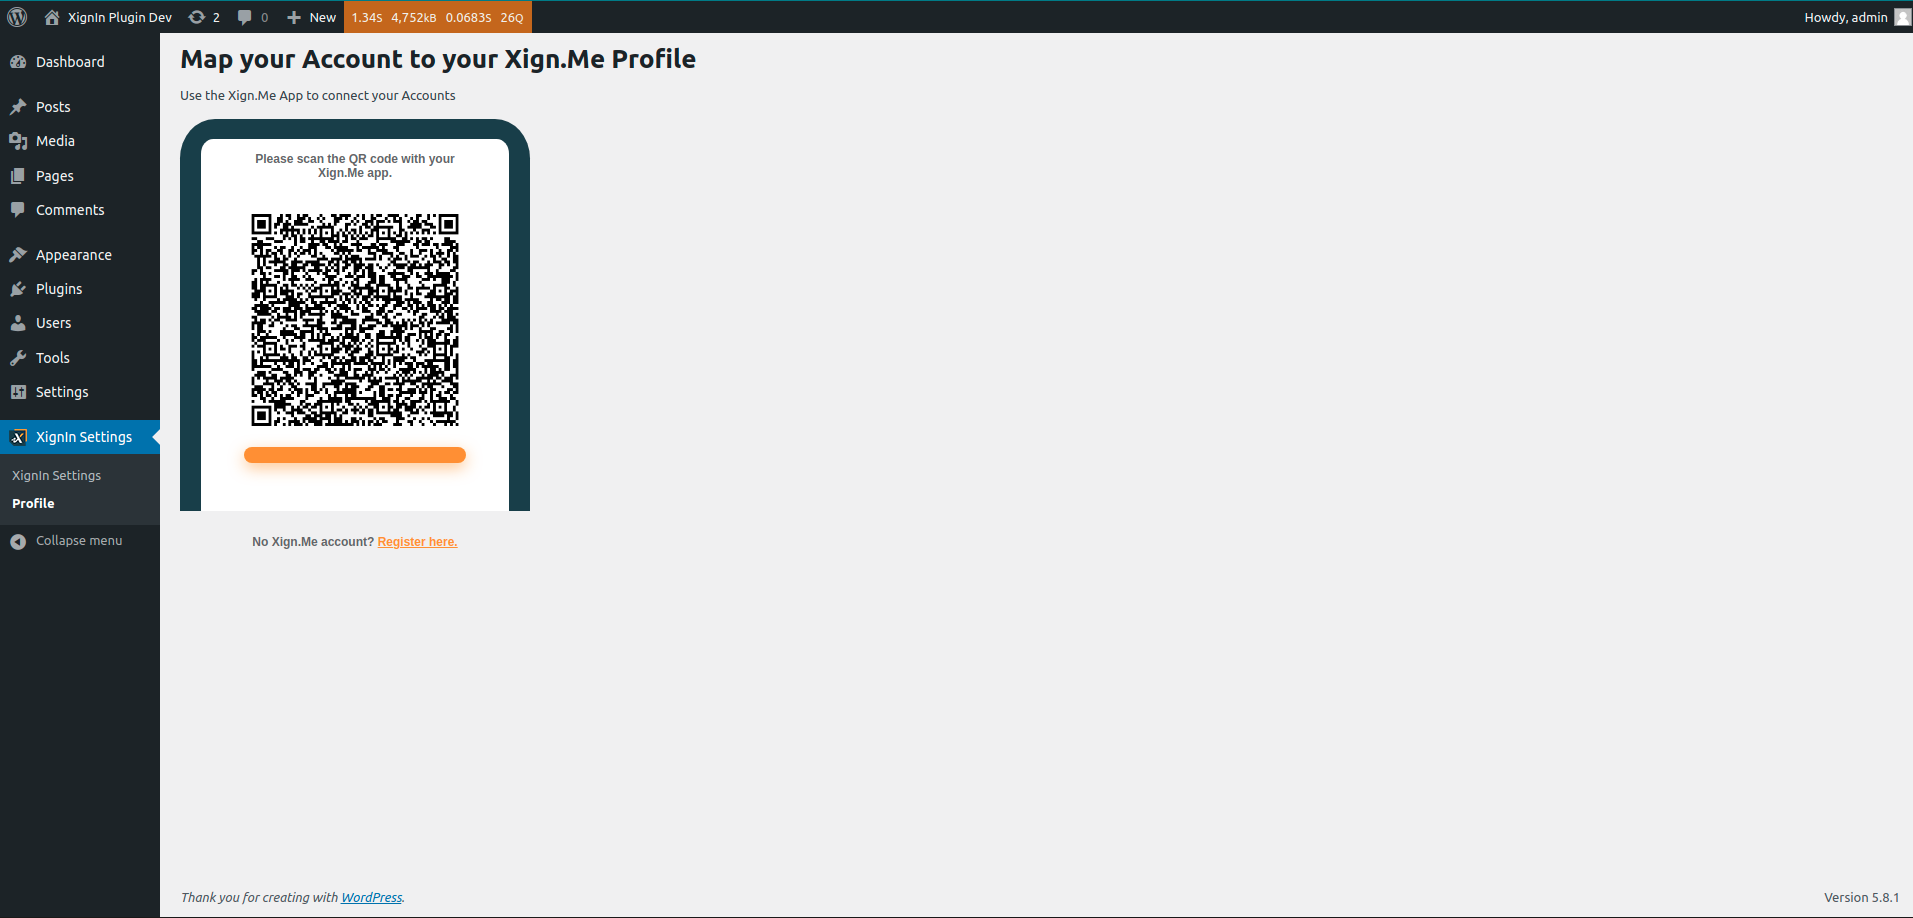 XignIn Plugin Dev 2 0 New 1.34S 4,752KB 0.0683S 26Q Howdy, admin
Dashboard
Posts
Media
Pages
Comments
Appearance
Plugins
Users
Tools
Settings
XignIn Settings
XignIn Settings
Profile
Collapse menu
Map your Account to your Xign.Me Profile
Use the Xign.Me App to connect your Accounts
Please scan the QR code with your
Xign.Me app.
No Xign.Me account? Register here.
Thank you for creating with WordPress.
Version 5.8.1